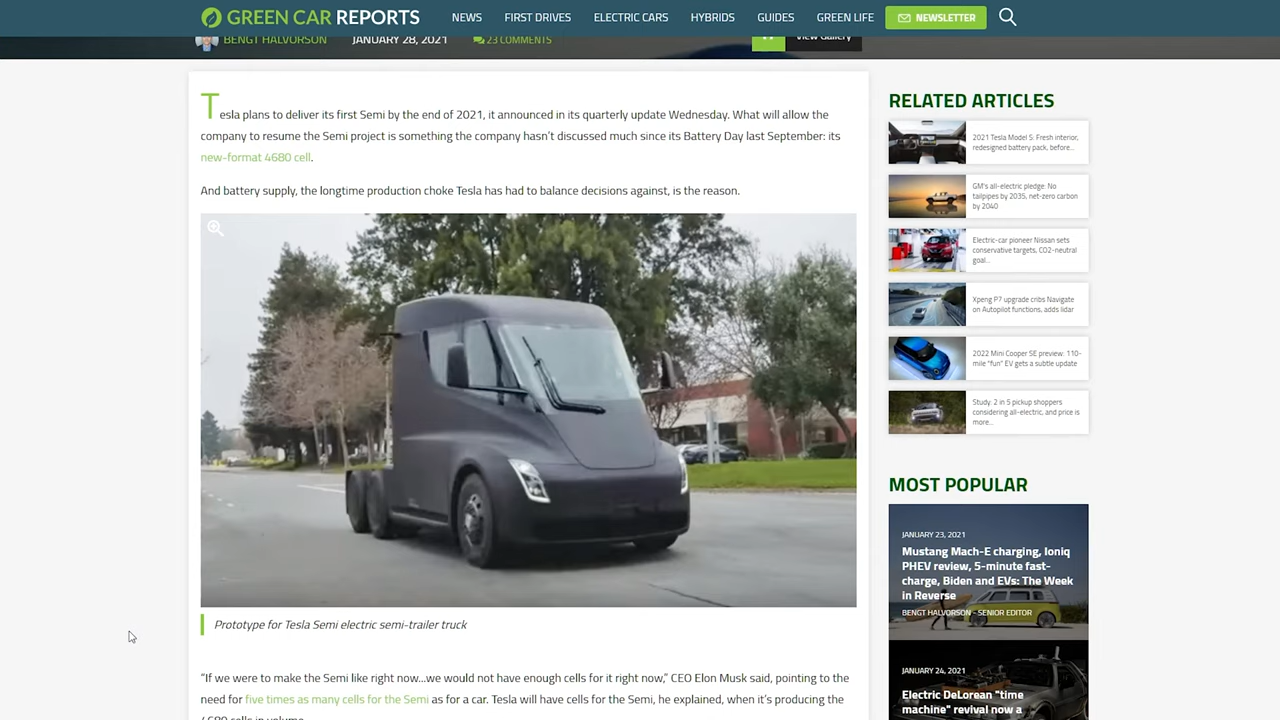 GREEN CAR REPORTS
NEWS
FIRST DRIVES
ELECTRIC CARS
HYBRIDS
GUIDES
GREEN LIFE
NEWSLETTER
BENGT HALVORSON
JANUARY 28, 2021
23 COMMENTS
View Gallery
Tesla plans to deliver its first Semi by the end of 2021, it announced in its quarterly update Wednesday. What will allow the
company to resume the Semi project is something the company hasn't discussed much since its Battery Day last September: its
new-format 4680 cell.
And battery supply, the longtime production choke Tesla has had to balance decisions against, is the reason.
Prototype for Tesla Semi electric semi-trailer truck
“If we were to make the Semi like right now...we would not have enough cells for it right now,” CEO Elon Musk said, pointing to the
need for five times as many cells for the Semi as for a car. Tesla will have cells for the Semi, he explained, when it's producing the
4680 cells in volume.
RELATED ARTICLES
2021 Tesla Model S: Fresh interior,
redesigned battery pack, before...
GM's all-electric pledge: No
tailpipes by 2035, net-zero carbon
by 2040
Electric-car pioneer Nissan sets
conservative targets, CO2-neutral
goal...
Xpeng P7 upgrade cribs Navigate
on Autopilot functions, adds lidar
2022 Mini Cooper SE preview: 110-
mile "fun" EV gets a subtle update
Study: 2 in 5 pickup shoppers
considering all-electric, and price is
more...
MOST POPULAR
JANUARY 23, 2021
Mustang Mach-E charging, Ioniq
PHEV review, 5-minute fast-
charge, Biden and EVs: The Week
in Reverse
BENGT HALVORSON - SENIOR EDITOR
JANUARY 24, 2021
Electric DeLorean "time
machine" revival now a